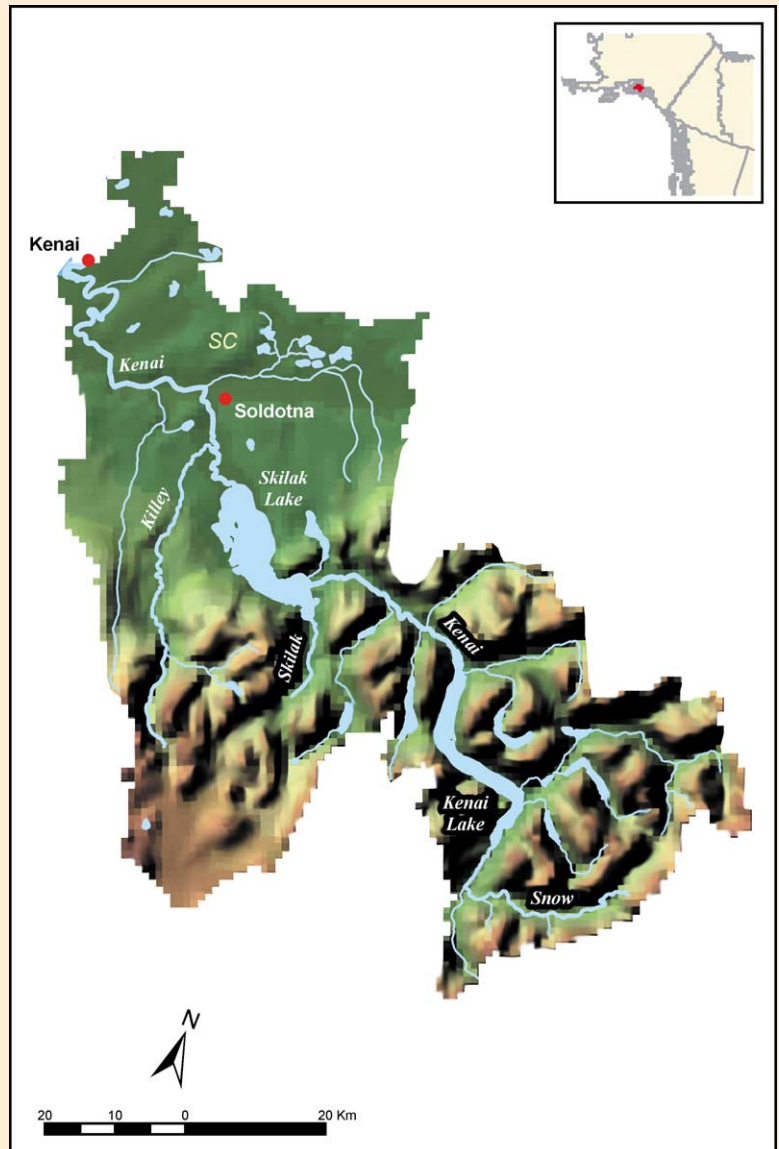 Kenai
SC
Kenai
Soldotna
Skilak
Lake
Killey
Skilak
Kenai
Kenai
Lake
Snow
N
20 10 0 20 Km